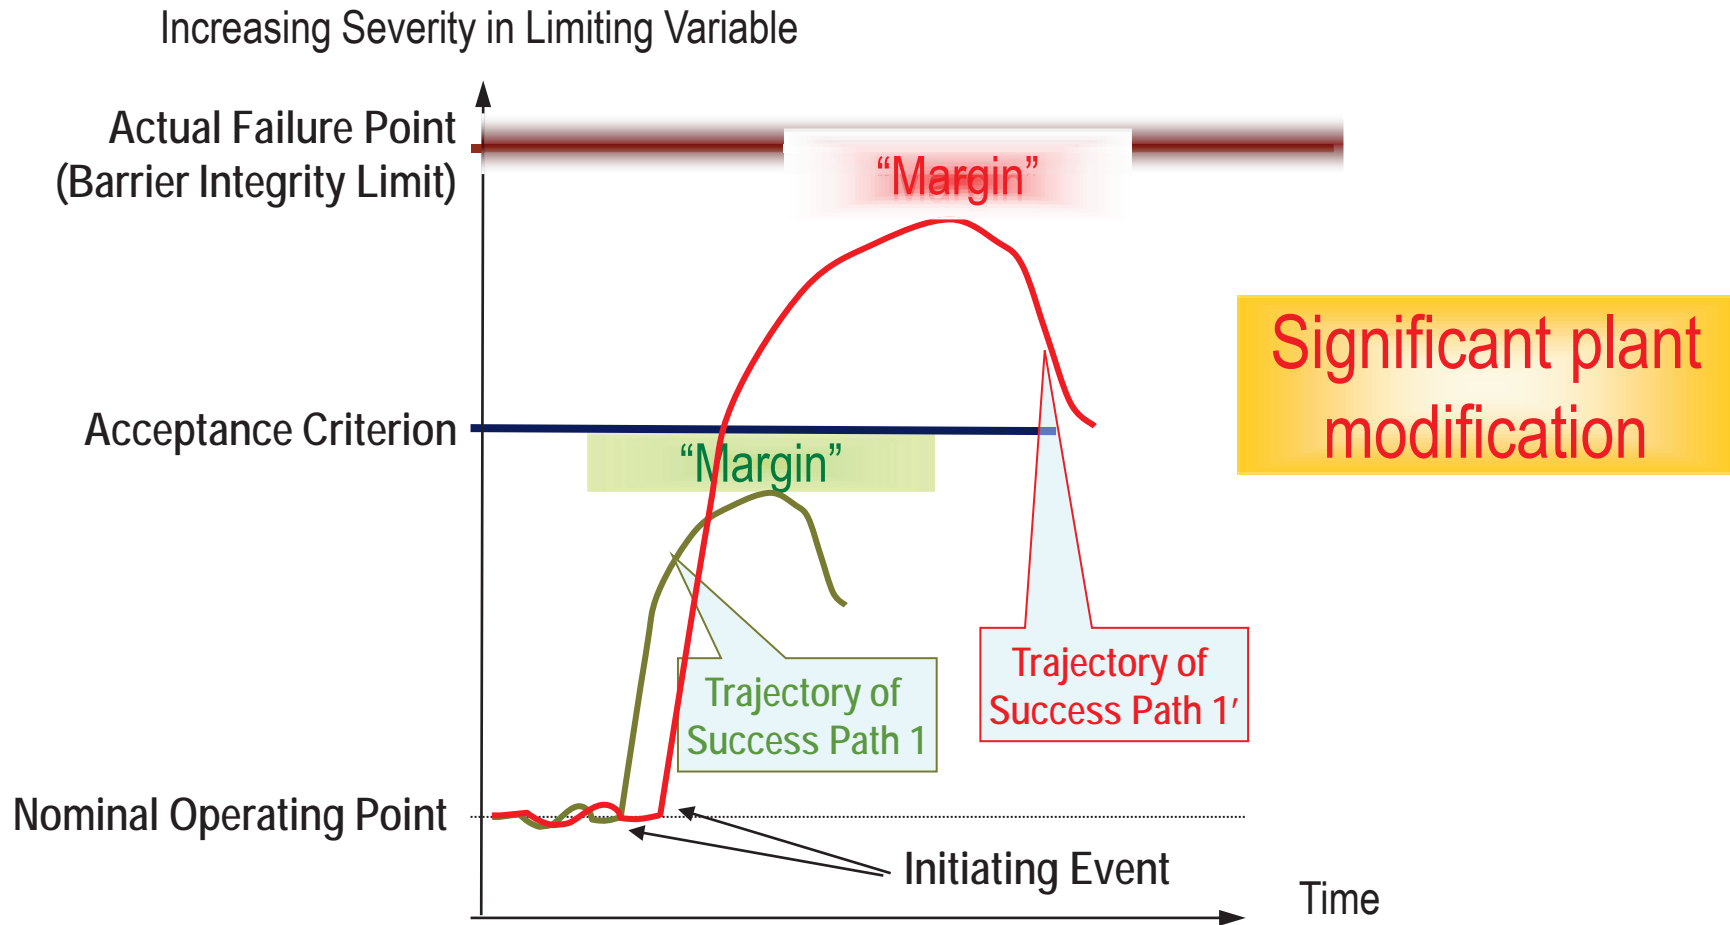 Increasing Severity in Limiting Variable
Actual Failure Point
(Barrier Integrity Limit)
“Margin”
Significant plant
modification
Acceptance Criterion
“Margin”
Trajectory of
Success Path 1′
Trajectory of
Success Path 1
Nominal Operating Point
Initiating Event
Time